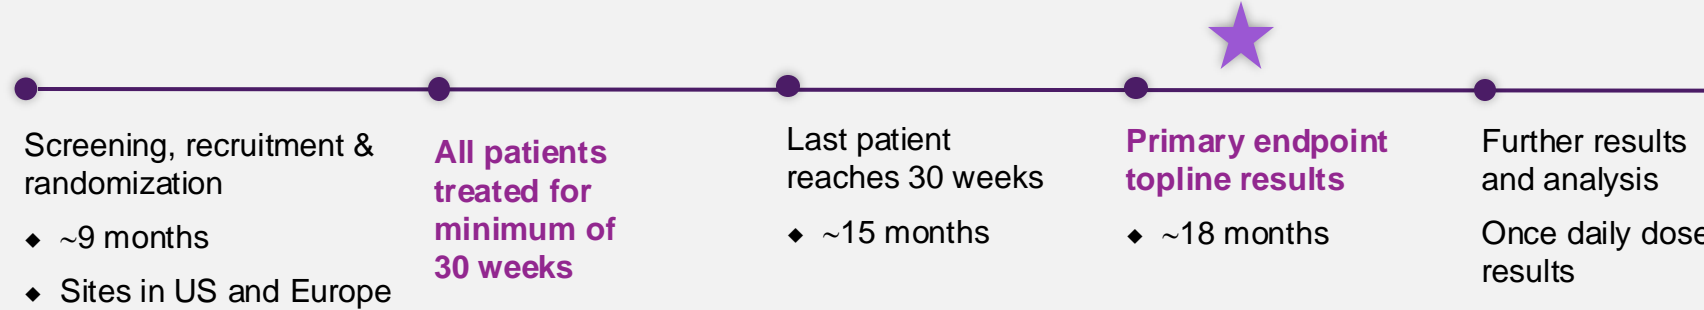 Screening, recruitment &
randomization
◆ ~9 months
◆ Sites in US and Europe
All patients
treated for
minimum of
30 weeks
Last patient
reaches 30 weeks
◆ ~15 months
Primary endpoint
topline results
◆ ~18 months
Further results
and analysis
Once daily dose
results